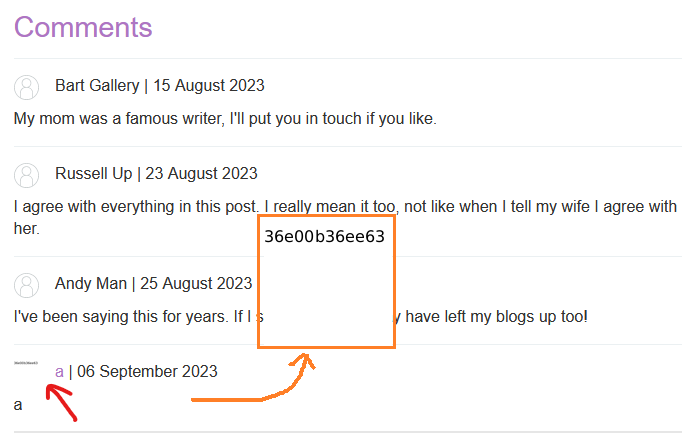 Comments
Bart Gallery | 15 August 2023
My mom was a famous writer, I'll put you in touch if you like.
Russell Up | 23 August 2023
I agree with everything in this post. I really mean it too, not like when I tell my wife I agree with
her.
36e00b36ee63
Andy Man | 25 August 2023
I've been saying this for years. If I s y have left my blogs up too!
a | 06 September 2023
a